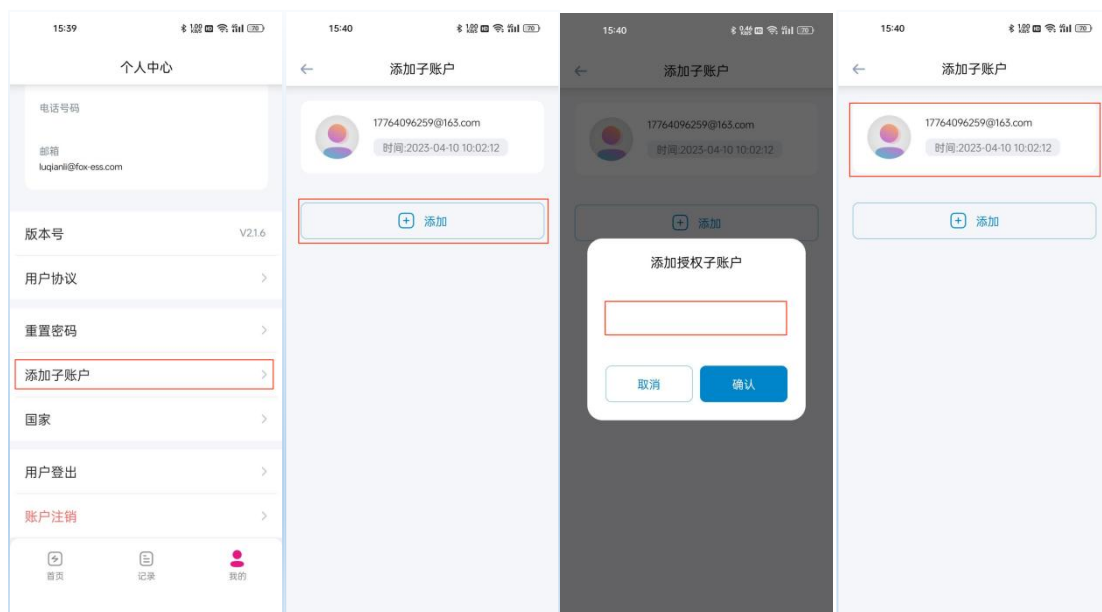 15:39
70
个人中心
电话号码
邮箱
luqianli@fox-ess.com
版本号
V2.1.6
用户协议
重置密码
添加子账户
国家
用户登出
账户注销
首页
记录
我的
15:40
70
添加子账户
17764096259@163.com
时间:2023-04-10 10:02:12
添加
15:40
70
添加子账户
17764096259@163.com
时间:2023-04-10 10:02:12
添加
添加授权子账户
取消
确认
15:40
70
添加子账户
17764096259@163.com
时间:2023-04-10 10:02:12
添加